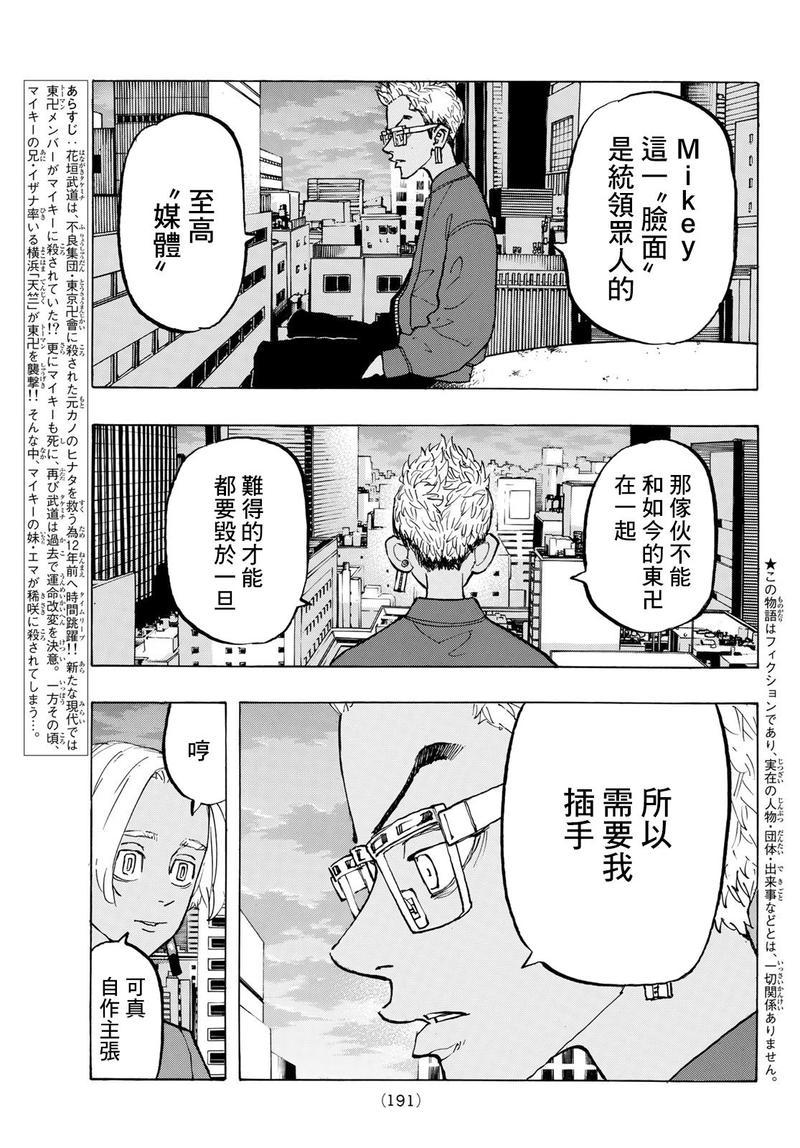 Mikey
這一“臉面”
是統領眾人的
至高
“媒體”
那傢伙不能
和如今的東卍
在一起
難得的才能
都要毀於一旦
所以
需要我
插手
哼
可真
自作主張
★この物語はフィクションであり、実在の人物・団体・出来事などとは、一切関係ありません。
あらすじ：花垣武道は、不良集団・東京卍會に殺された元カノのヒナタを救う為12年前へ時間跳躍!! 新たな現代では
東卍メンバーがマイキーに殺されていた!? 更にマイキーも死に、再び武道は過去で運命改変を決意。一方その頃、
マイキーの兄・イザナ率いる横浜「天竺」が東卍を襲撃!! そんな中、マイキーの妹・エマが稀咲に殺されてしまう…。
(191)